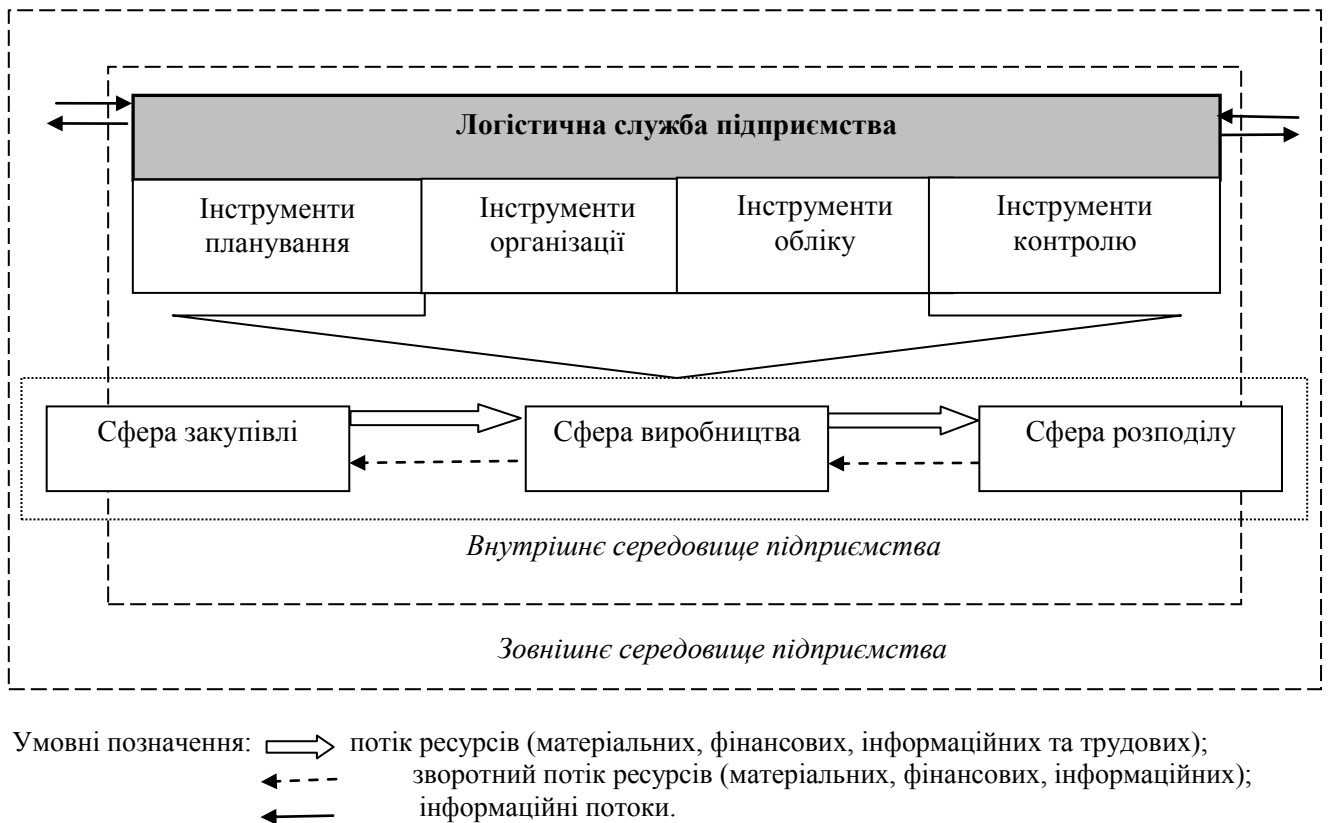 Логістична служба підприємства
Інструменти
планування
Інструменти
організації
Інструменти
обліку
Інструменти
контролю
Сфера закупівлі
Сфера виробництва
Сфера розподілу
Внутрішнє середовище підприємства
Зовнішнє середовище підприємства
Умовні позначення: потік ресурсів (матеріальних, фінансових, інформаційних та трудових);
зворотний потік ресурсів (матеріальних, фінансових, інформаційних);
інформаційні потоки.